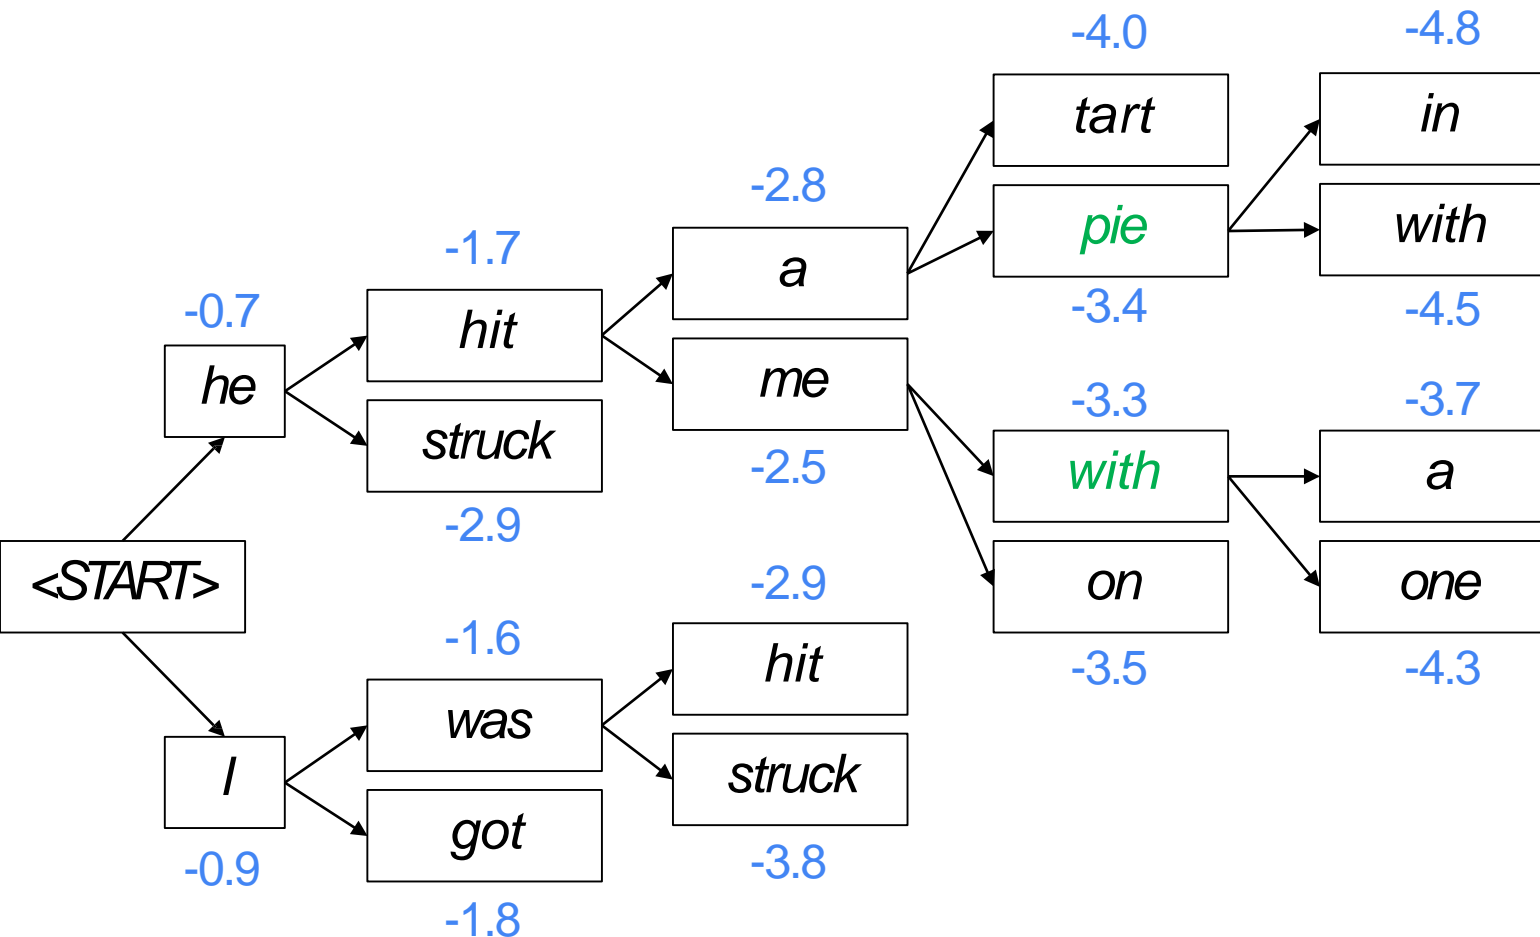 -4.0
-4.8
tart
in
-2.8
pie
with
-1.7
a
-3.4
-4.5
-0.7
hit
he
me
-3.3
-3.7
struck
-2.5
with
a
-2.9
<START>
-2.9
on
one
-1.6
hit
-3.5
-4.3
was
I
struck
got
-0.9
-3.8
-1.8